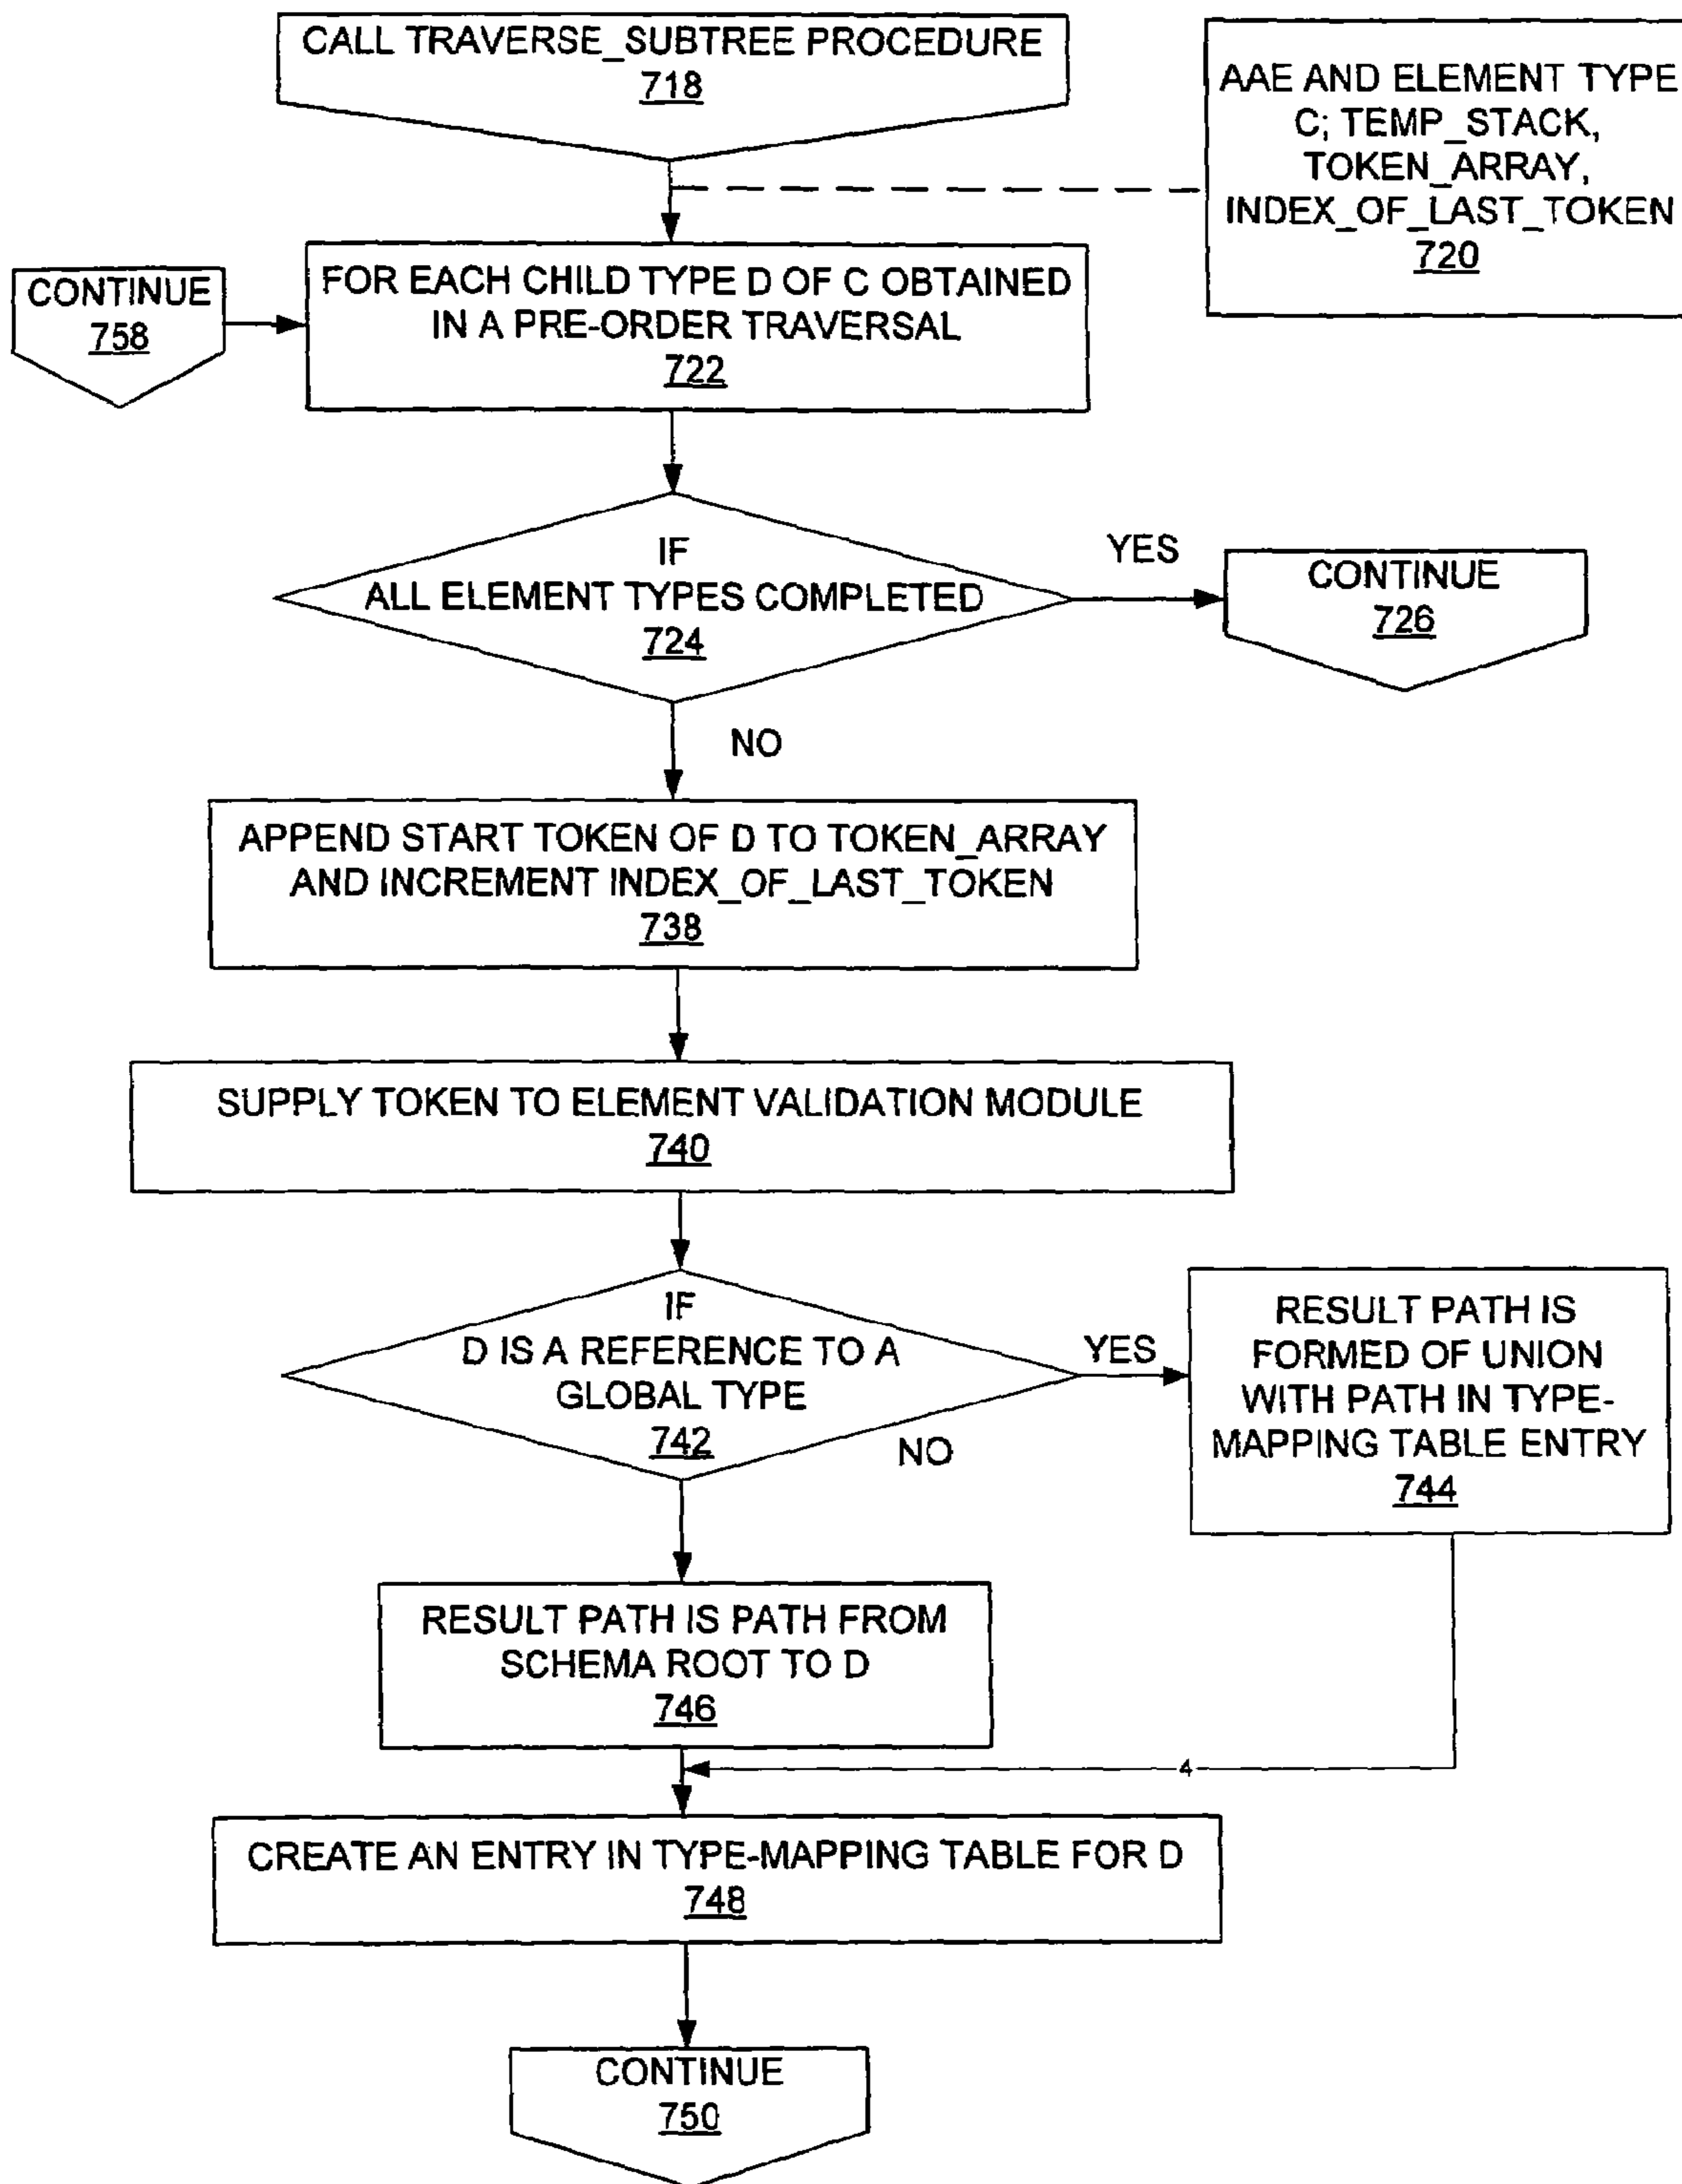 CALL TRAVERSE_SUBTREE PROCEDURE
718
AAE AND ELEMENT TYPE
C; TEMP_STACK,
TOKEN_ARRAY,
INDEX_OF_LAST_TOKEN
720
CONTINUE
758
FOR EACH CHILD TYPE D OF C OBTAINED
IN A PRE-ORDER TRAVERSAL
722
IF
ALL ELEMENT TYPES COMPLETED
724
YES
CONTINUE
726
NO
APPEND START TOKEN OF D TO TOKEN_ARRAY
AND INCREMENT INDEX_OF_LAST_TOKEN
738
SUPPLY TOKEN TO ELEMENT VALIDATION MODULE
740
IF
D IS A REFERENCE TO A
GLOBAL TYPE
742
YES
NO
RESULT PATH IS
FORMED OF UNION
WITH PATH IN TYPE-
MAPPING TABLE ENTRY
744
RESULT PATH IS PATH FROM
SCHEMA ROOT TO D
746
4
CREATE AN ENTRY IN TYPE-MAPPING TABLE FOR D
748
CONTINUE
750